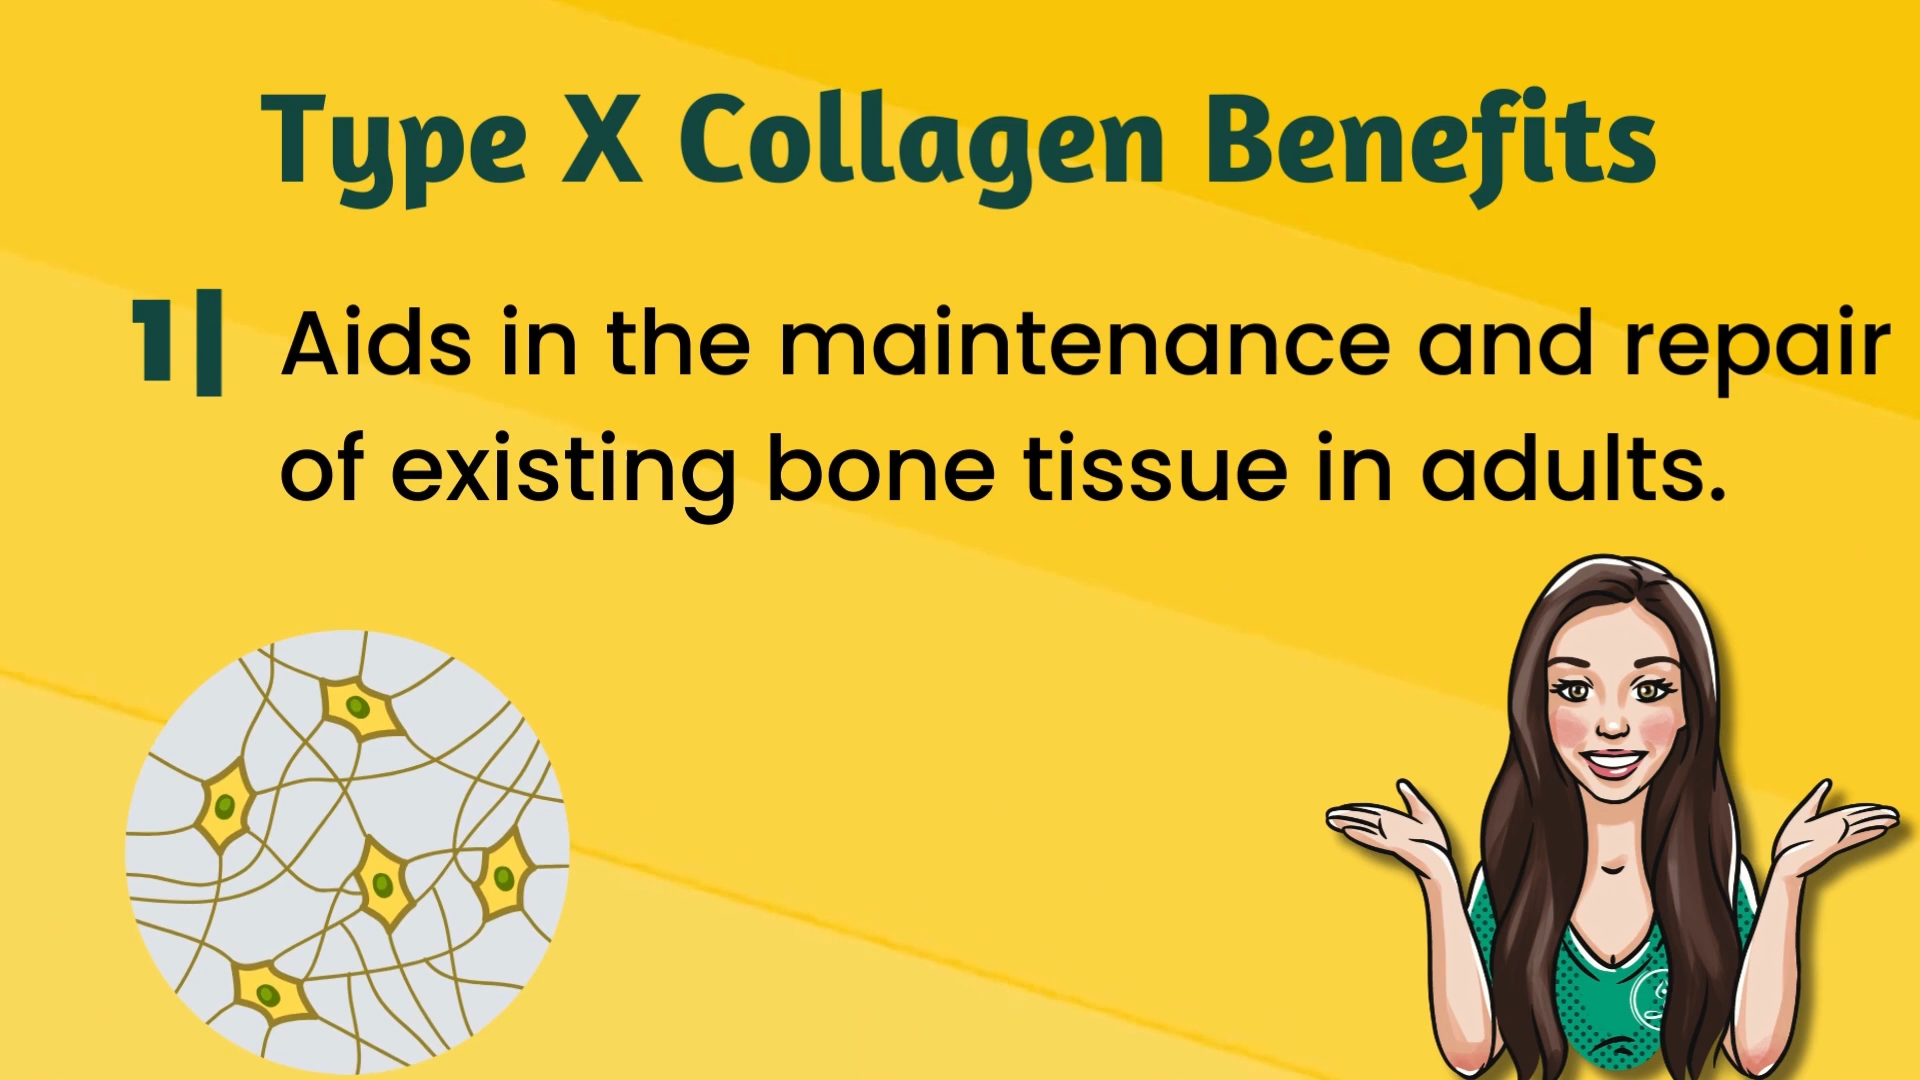 Type X Collagen Benefits
1| Aids in the maintenance and repair
of existing bone tissue in adults.